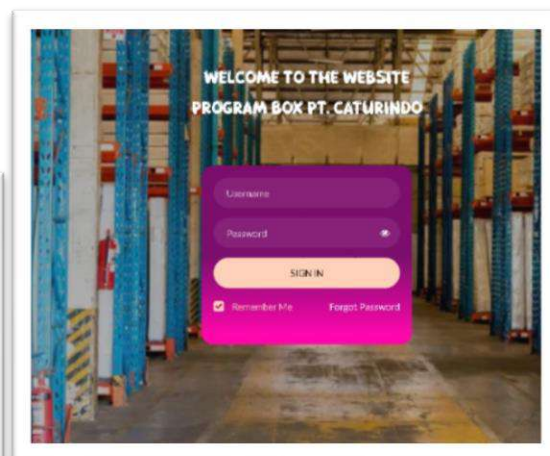 WELCOME TO THE WEBSITE
PROGRAM BOX PT. CATURINDO
Username
Password
SIGN IN
Remember Me Forgot Password